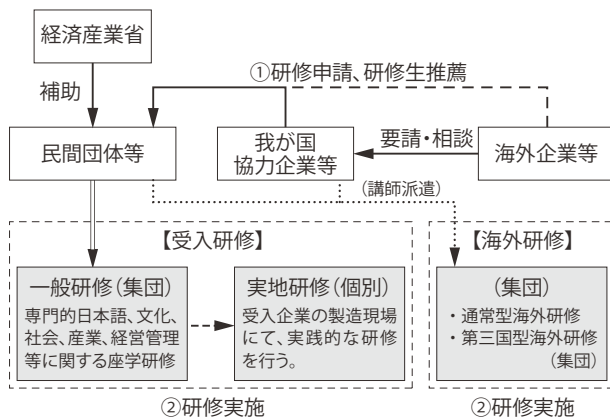 経済産業省
①研修申請、研修生推薦
補助
民間団体等
我が国
協力企業等
要請・相談
海外企業等
(講師派遣)
【受入研修】
一般研修(集団)
専門的日本語、文化、
社会、産業、経営管理
等に関する座学研修
実地研修(個別)
受入企業の製造現場
にて、実践的な研修
を行う。
②研修実施
【海外研修】
(集団)
・通常型海外研修
・第三国型海外研修
(集団)
②研修実施